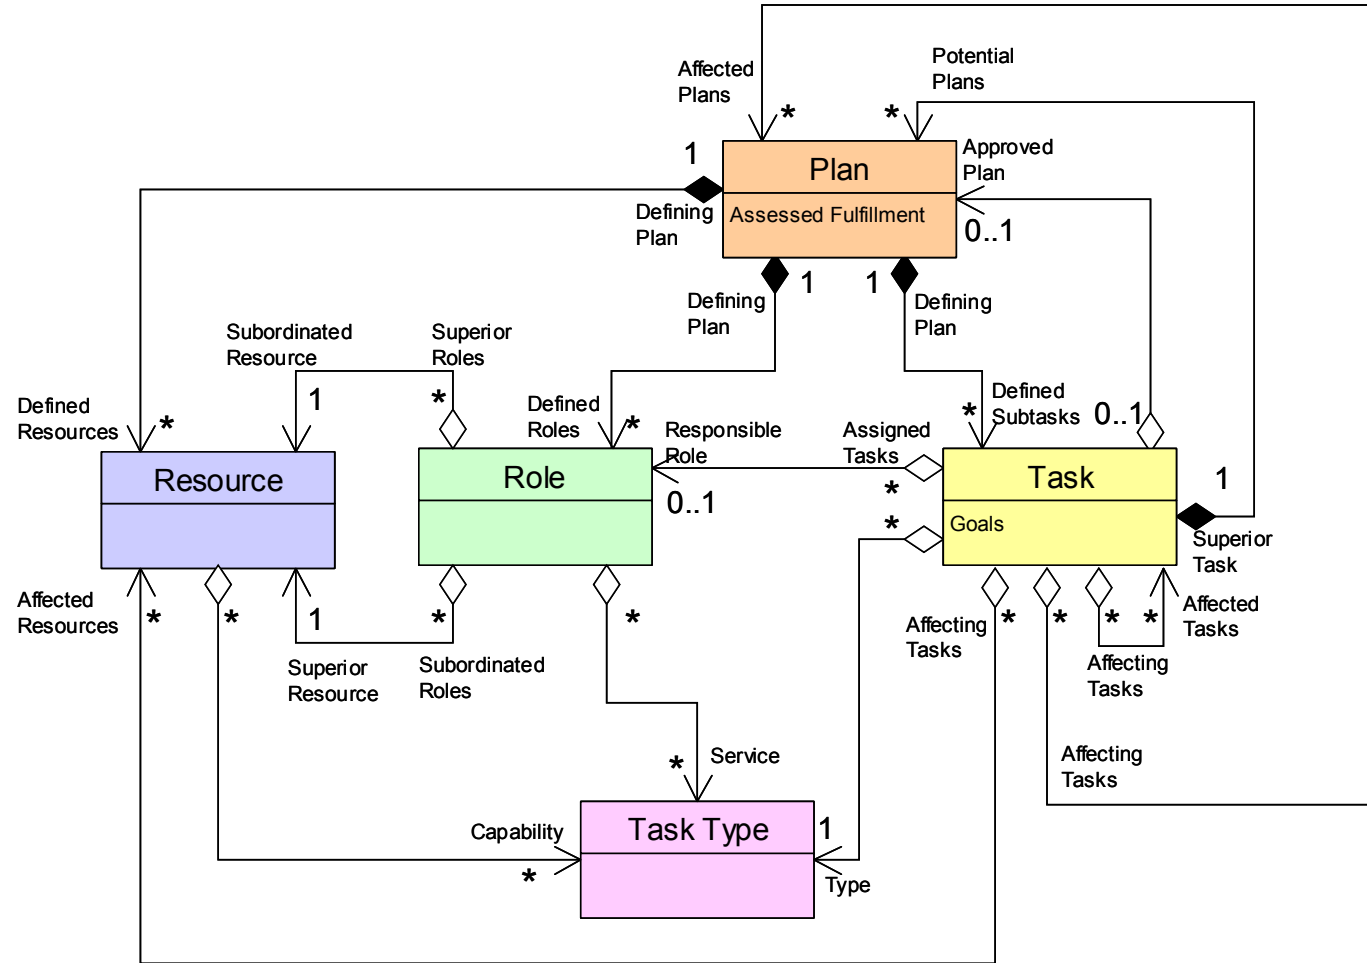 Potential
Plans
Affected
Plans
*
*
1
Plan
Approved
Plan
Defining
Plan
Assessed Fulfillment
0..1
1
1
Defining
Plan
Defining
Plan
Subordinated
Resource
Superior
Roles
1
*
Defined
Resources
*
Defined
Roles
*
Responsible
Role
Assigned
Tasks
*
Defined
Subtasks
0..1
Resource
Role
Task
1
0..1
*
*
Goals
Superior
Task
Affected
Resources
*
*
1
*
*
Affecting
Tasks
*
*
*
*
Affected
Tasks
Superior
Resource
Subordinated
Roles
Affecting
Tasks
*
Service
Affecting
Tasks
Capability
*
Task Type
1
Type